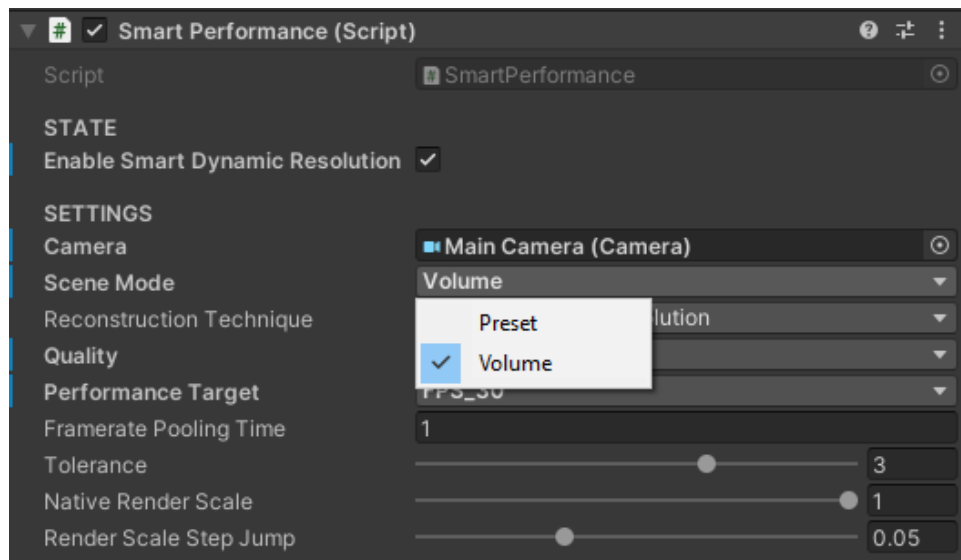 Smart Performance (Script)
Script SmartPerformance
STATE
Enable Smart Dynamic Resolution
SETTINGS
Camera Main Camera (Camera)
Scene Mode Volume
Preset
Volume
Reconstruction Technique
Quality
Performance Target FPS_30
Framerate Pooling Time 1
Tolerance 3
Native Render Scale 1
Render Scale Step Jump 0.05